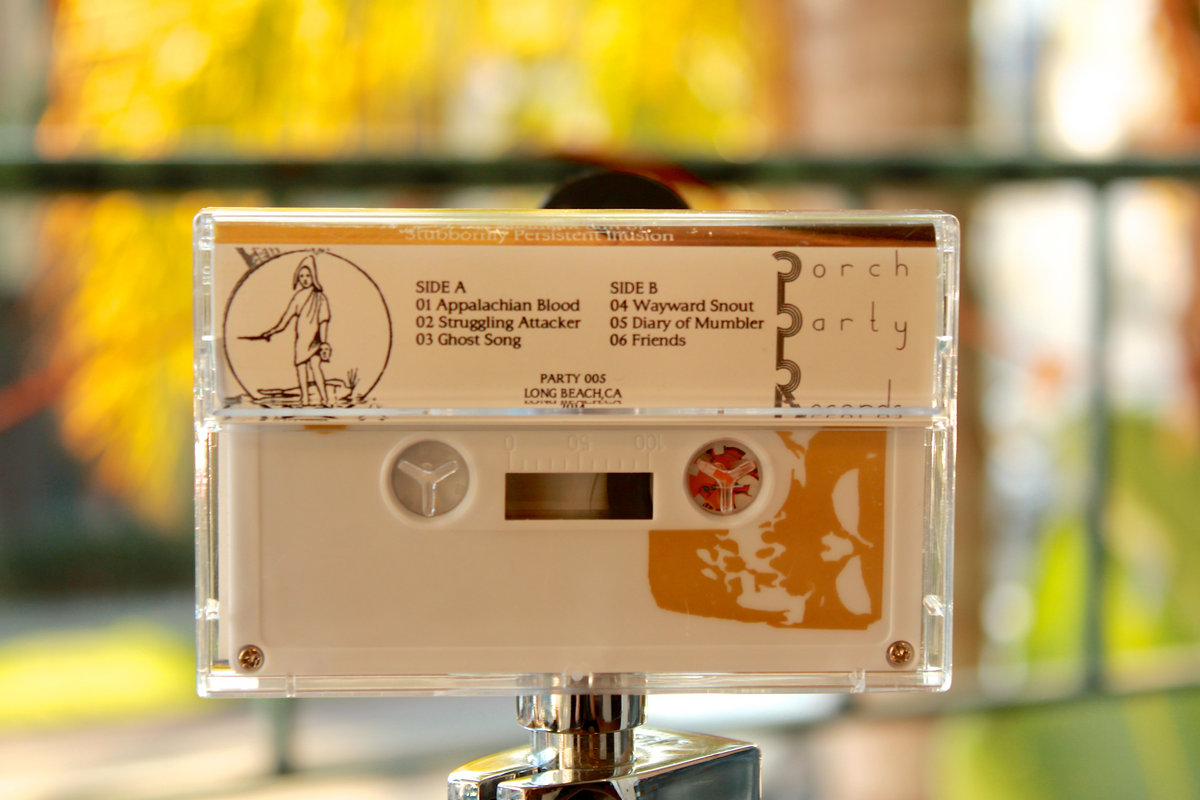 Stubbornly Persistent Illusion
SIDE A
01 Appalachian Blood
02 Struggling Attacker
03 Ghost Song
SIDE B
04 Wayward Snout
05 Diary of Mumbler
06 Friends
PARTY 005
LONG BEACH,CA
Porch
Party
Records
0 50 100